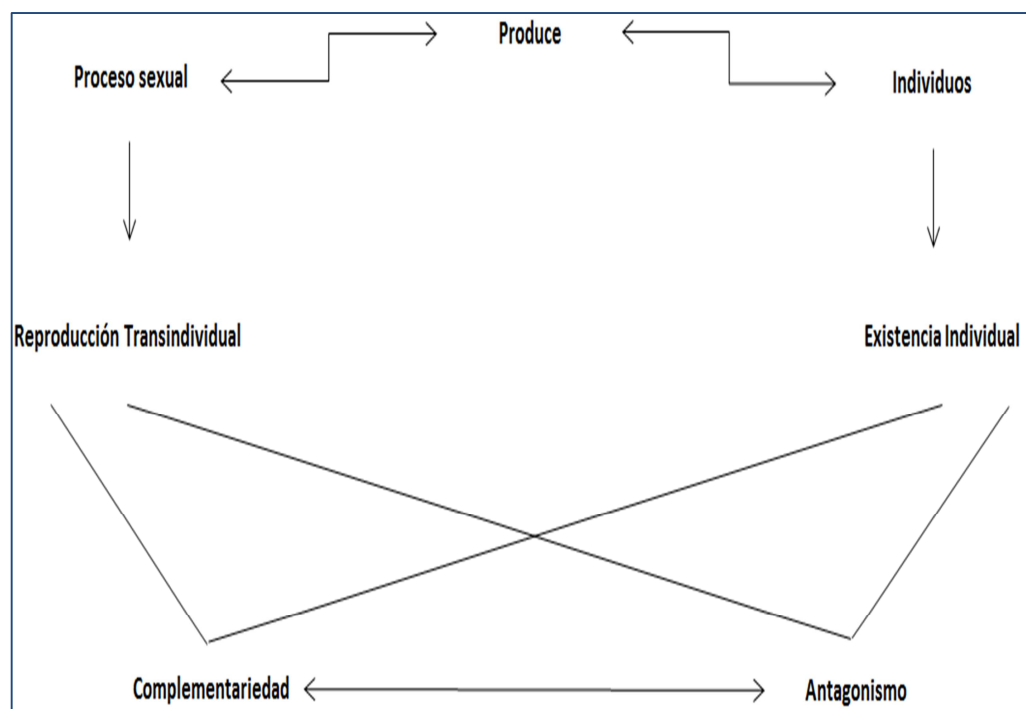 Produce
Proceso sexual
Individuos
Reproducción Transindividual
Existencia Individual
Complementariedad
Antagonismo